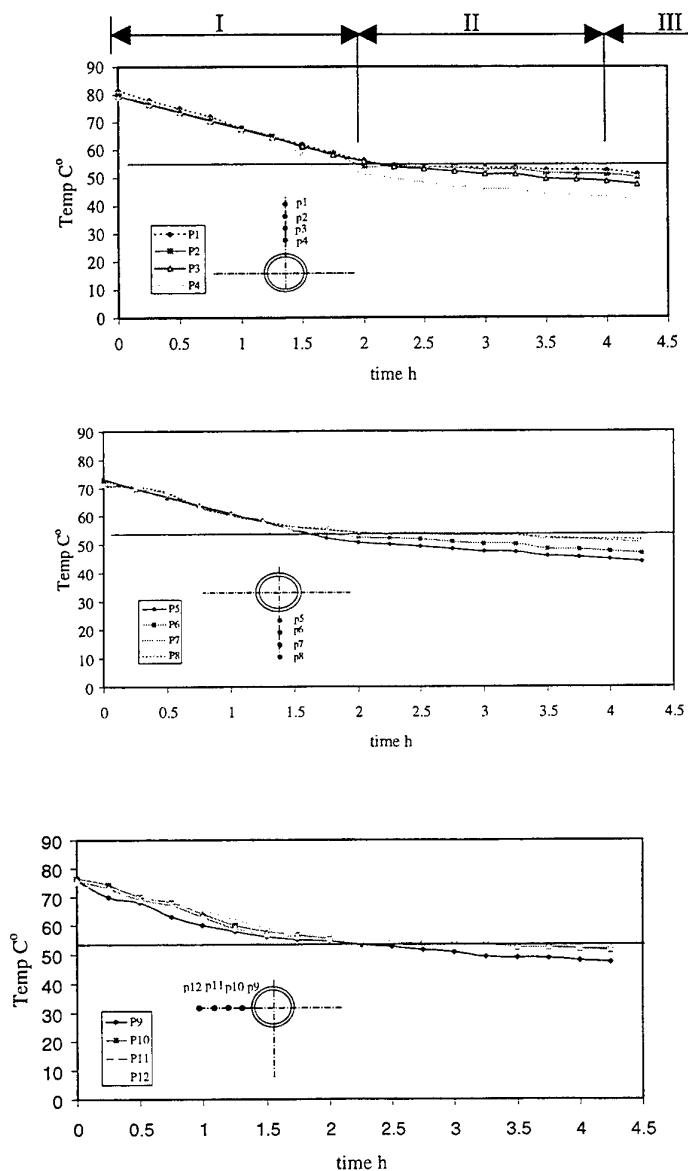 I II III
90
80
70
60
50
40
30
20
10
0
Temp C°
p1
p2
p3
p4
P1
P2
P3
P4
0 0.5 1 1.5 2 2.5 3 3.5 4 4.5
time h
90
80
70
60
50
40
30
20
10
0
Temp C°
p5
p6
p7
p8
P5
P6
P7
P8
0 0.5 1 1.5 2 2.5 3 3.5 4 4.5
time h
90
80
70
60
50
40
30
20
10
0
Temp C°
p12 p11 p10 p9
P9
P10
P11
P12
0 0.5 1 1.5 2 2.5 3 3.5 4 4.5
time h